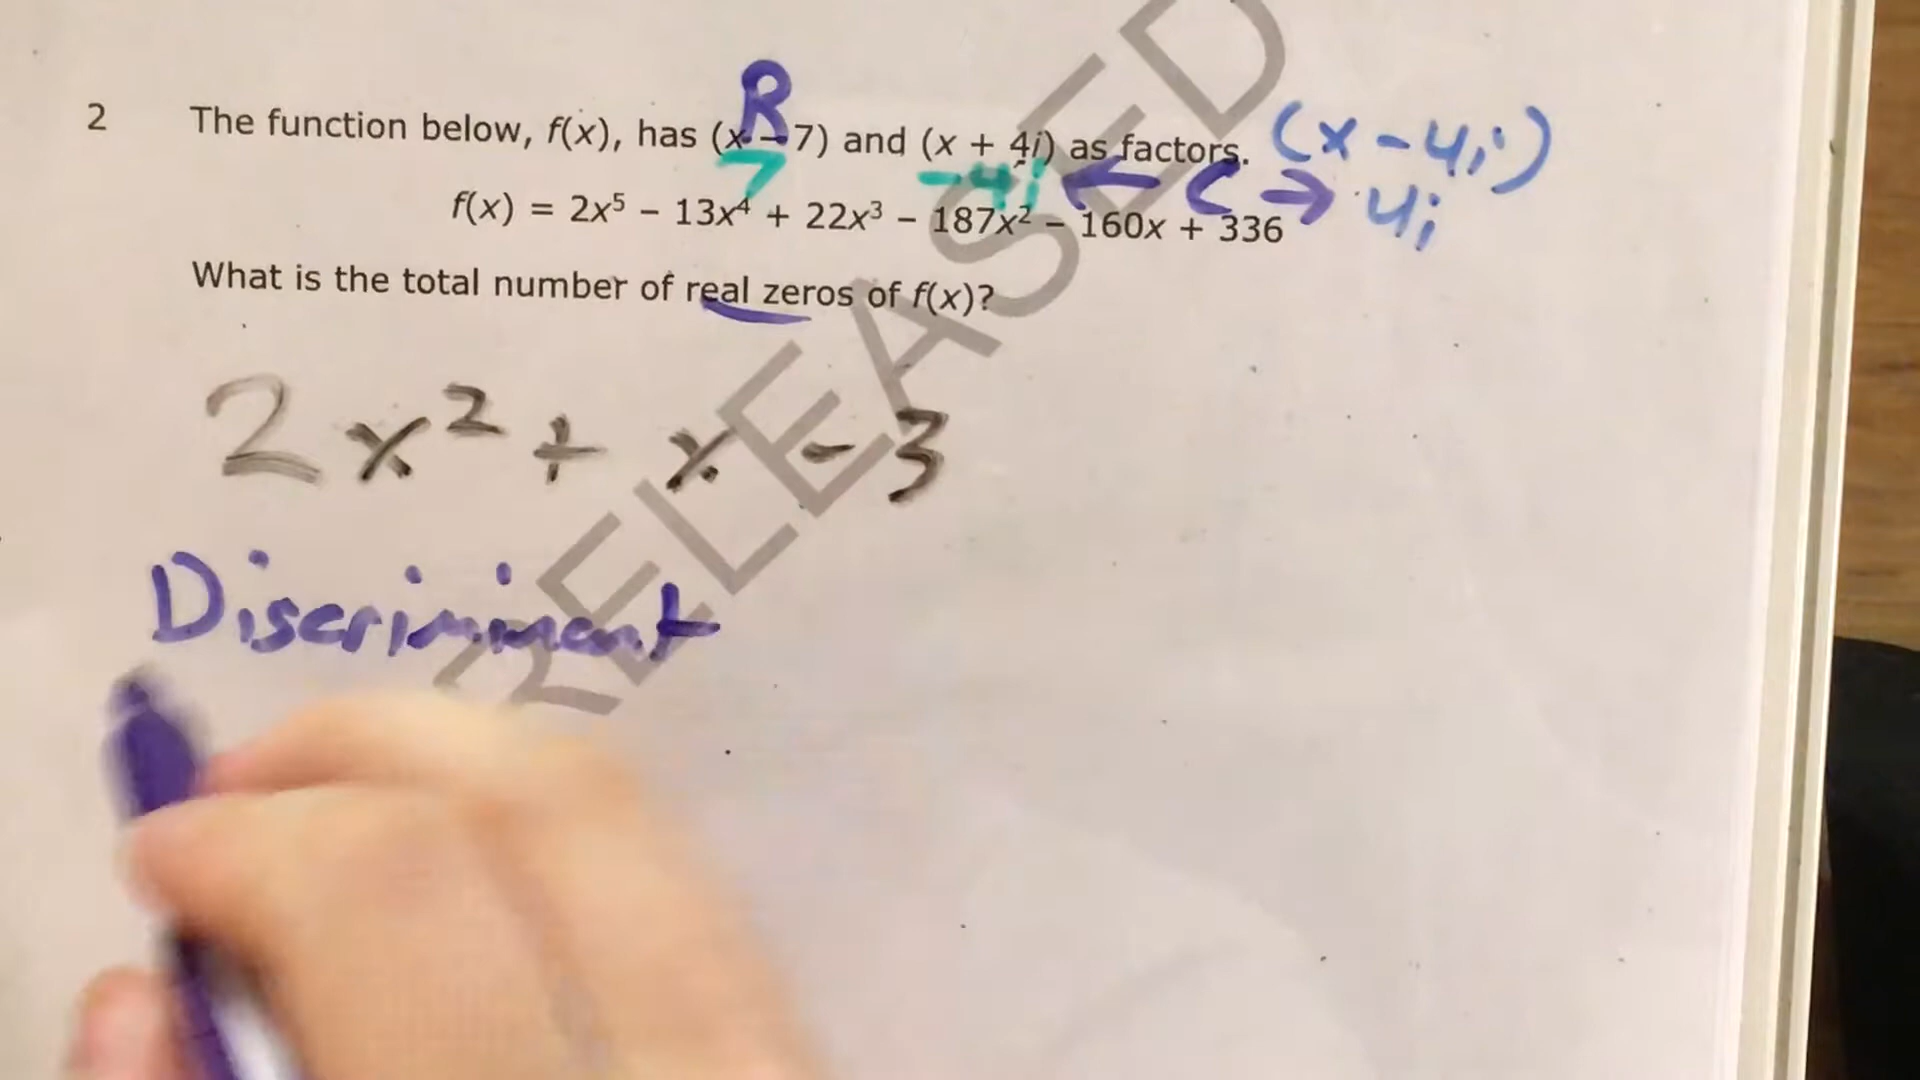 R
2 The function below, f(x), has (x – 7) and (x + 4i) as factors. (x - 4i)
7 -4i ← C → 4i
f(x) = 2x⁵ – 13x⁴ + 22x³ – 187x² – 160x + 336
What is the total number of real zeros of f(x)?
2x² + x - 3
Discriminant
RELEASED